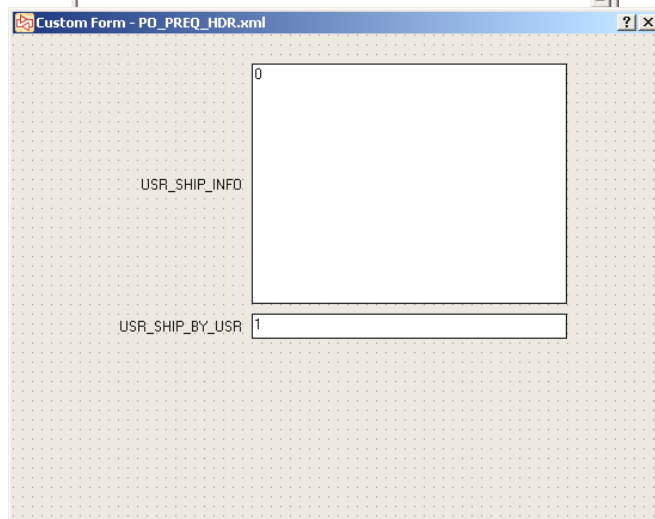 Custom Form - PO_PREQ_HDR.xml
0
USR_SHIP_INFO
USR_SHIP_BY_USR 1